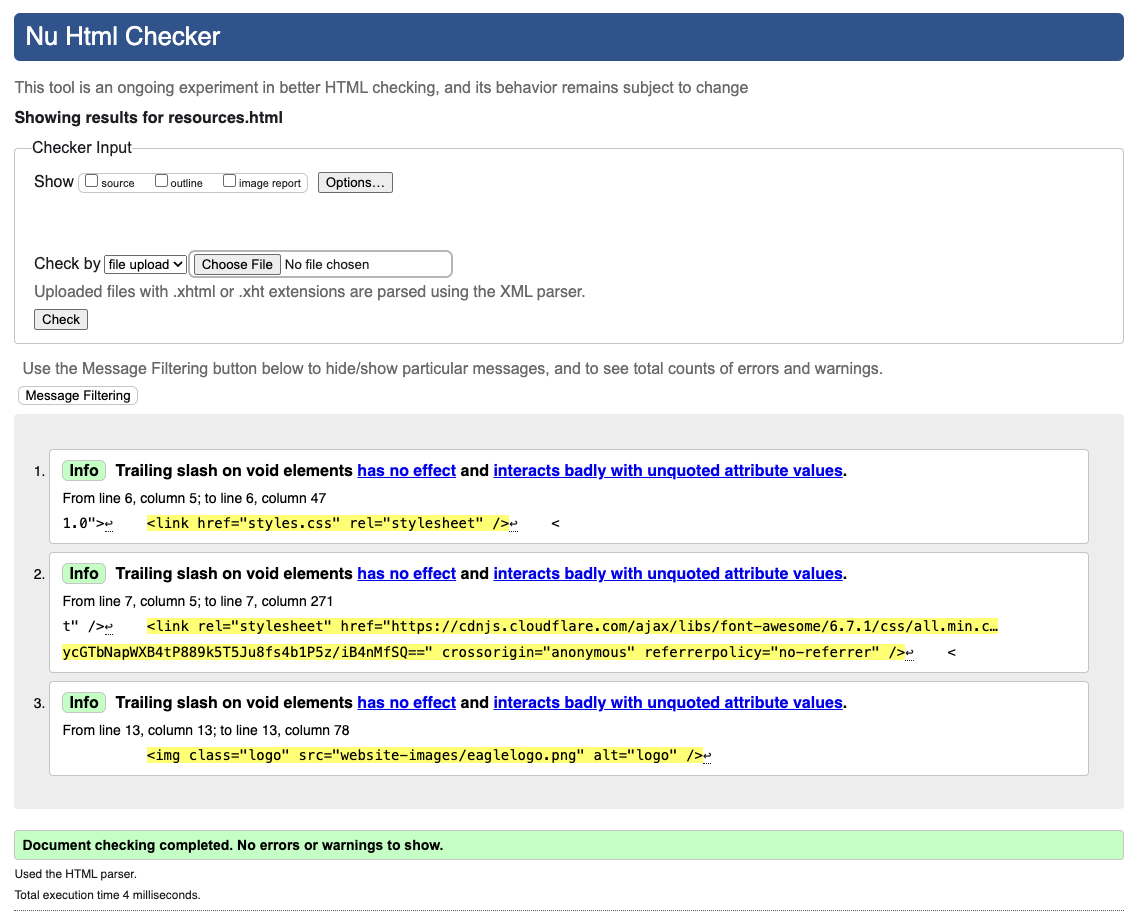 Nu Html Checker
This tool is an ongoing experiment in better HTML checking, and its behavior remains subject to change
Showing results for resources.html
Checker Input
Show source outline image report Options...
Check by file upload Choose File No file chosen
Uploaded files with .xhtml or .xht extensions are parsed using the XML parser.
Check
Use the Message Filtering button below to hide/show particular messages, and to see total counts of errors and warnings.
Message Filtering
1. Info Trailing slash on void elements has no effect and interacts badly with unquoted attribute values.
From line 6, column 5; to line 6, column 47
1.0">↩    <link href="styles.css" rel="stylesheet" />↩    <
2. Info Trailing slash on void elements has no effect and interacts badly with unquoted attribute values.
From line 7, column 5; to line 7, column 271
t" />↩    <link rel="stylesheet" href="https://cdnjs.cloudflare.com/ajax/libs/font-awesome/6.7.1/css/all.min.c…
ycGTbNapWXB4tP889k5T5Ju8fs4b1P5z/iB4nMfSQ==" crossorigin="anonymous" referrerpolicy="no-referrer" />↩    <
3. Info Trailing slash on void elements has no effect and interacts badly with unquoted attribute values.
From line 13, column 13; to line 13, column 78
<img class="logo" src="website-images/eaglelogo.png" alt="logo" />↩
Document checking completed. No errors or warnings to show.
Used the HTML parser.
Total execution time 4 milliseconds.